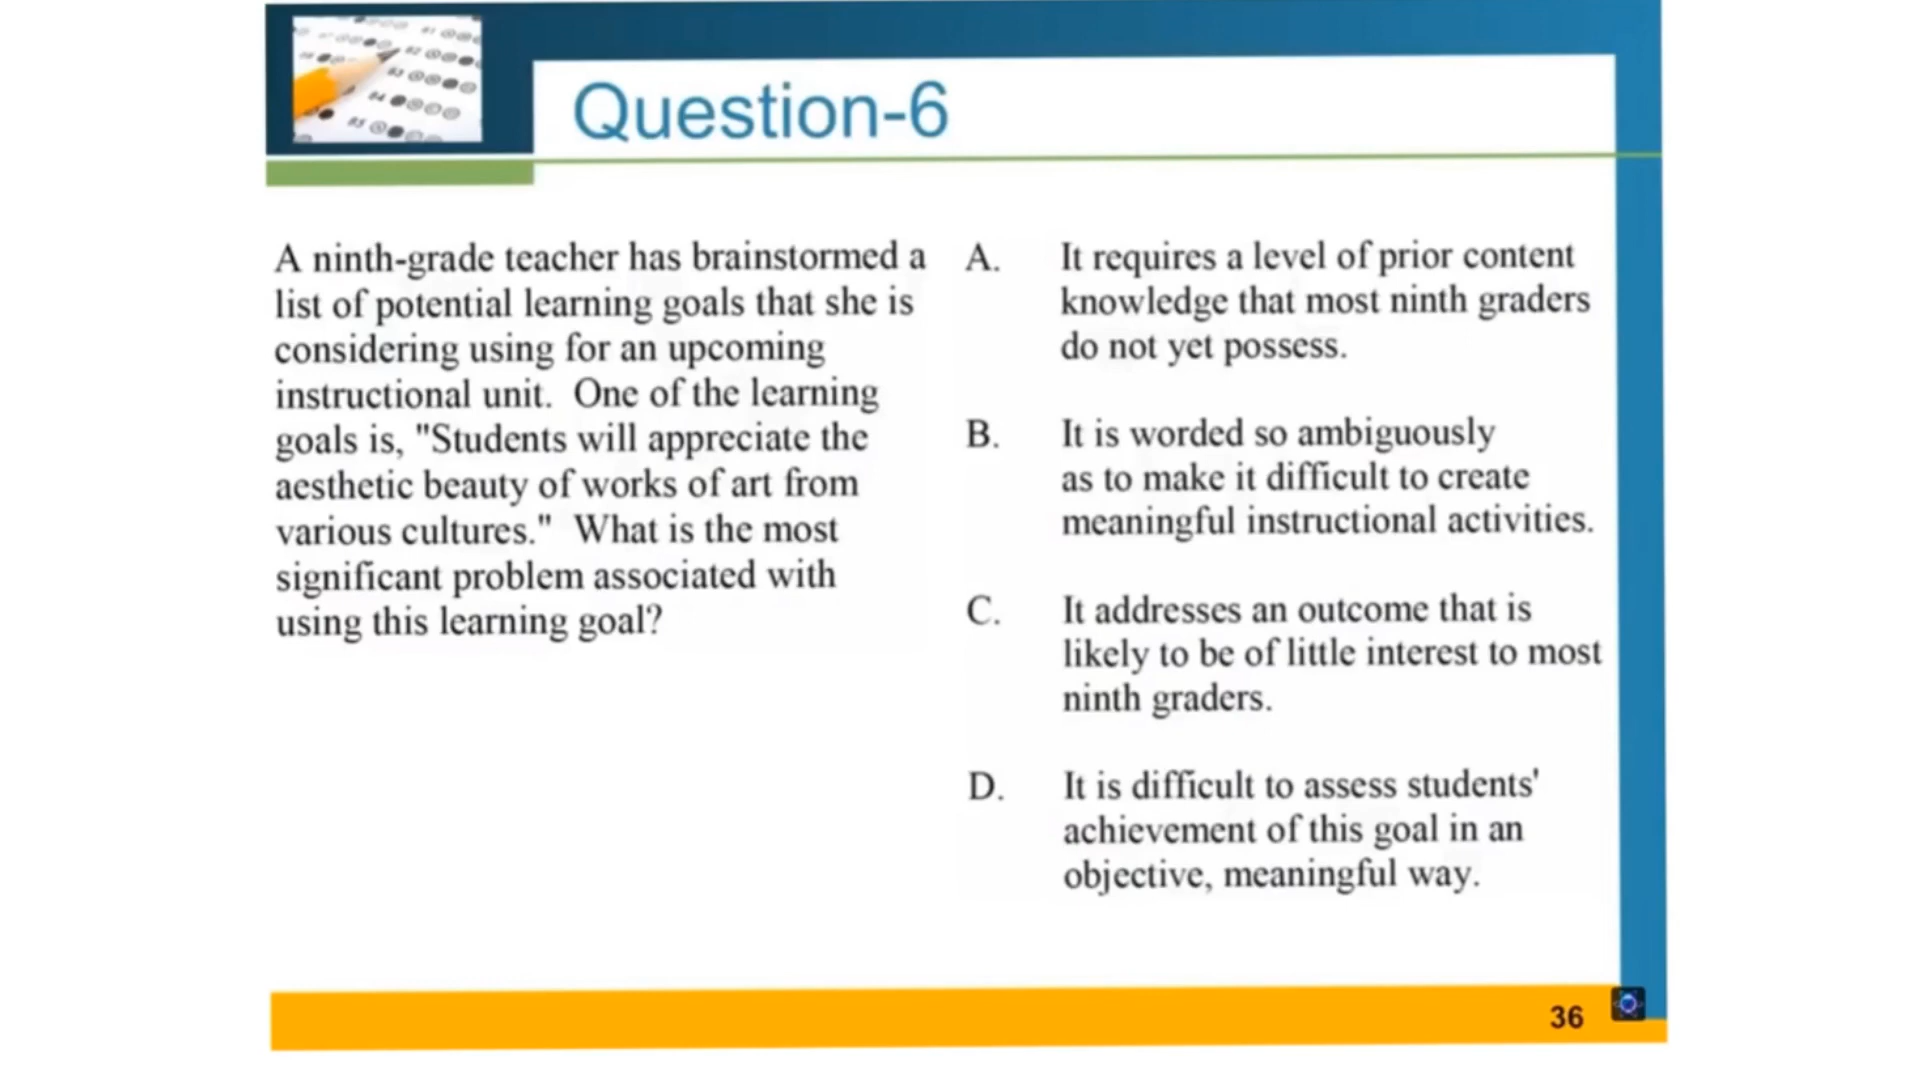 Question-6
A ninth-grade teacher has brainstormed a
list of potential learning goals that she is
considering using for an upcoming
instructional unit. One of the learning
goals is, "Students will appreciate the
aesthetic beauty of works of art from
various cultures." What is the most
significant problem associated with
using this learning goal?
A. It requires a level of prior content
knowledge that most ninth graders
do not yet possess.
B. It is worded so ambiguously
as to make it difficult to create
meaningful instructional activities.
C. It addresses an outcome that is
likely to be of little interest to most
ninth graders.
D. It is difficult to assess students'
achievement of this goal in an
objective, meaningful way.
36